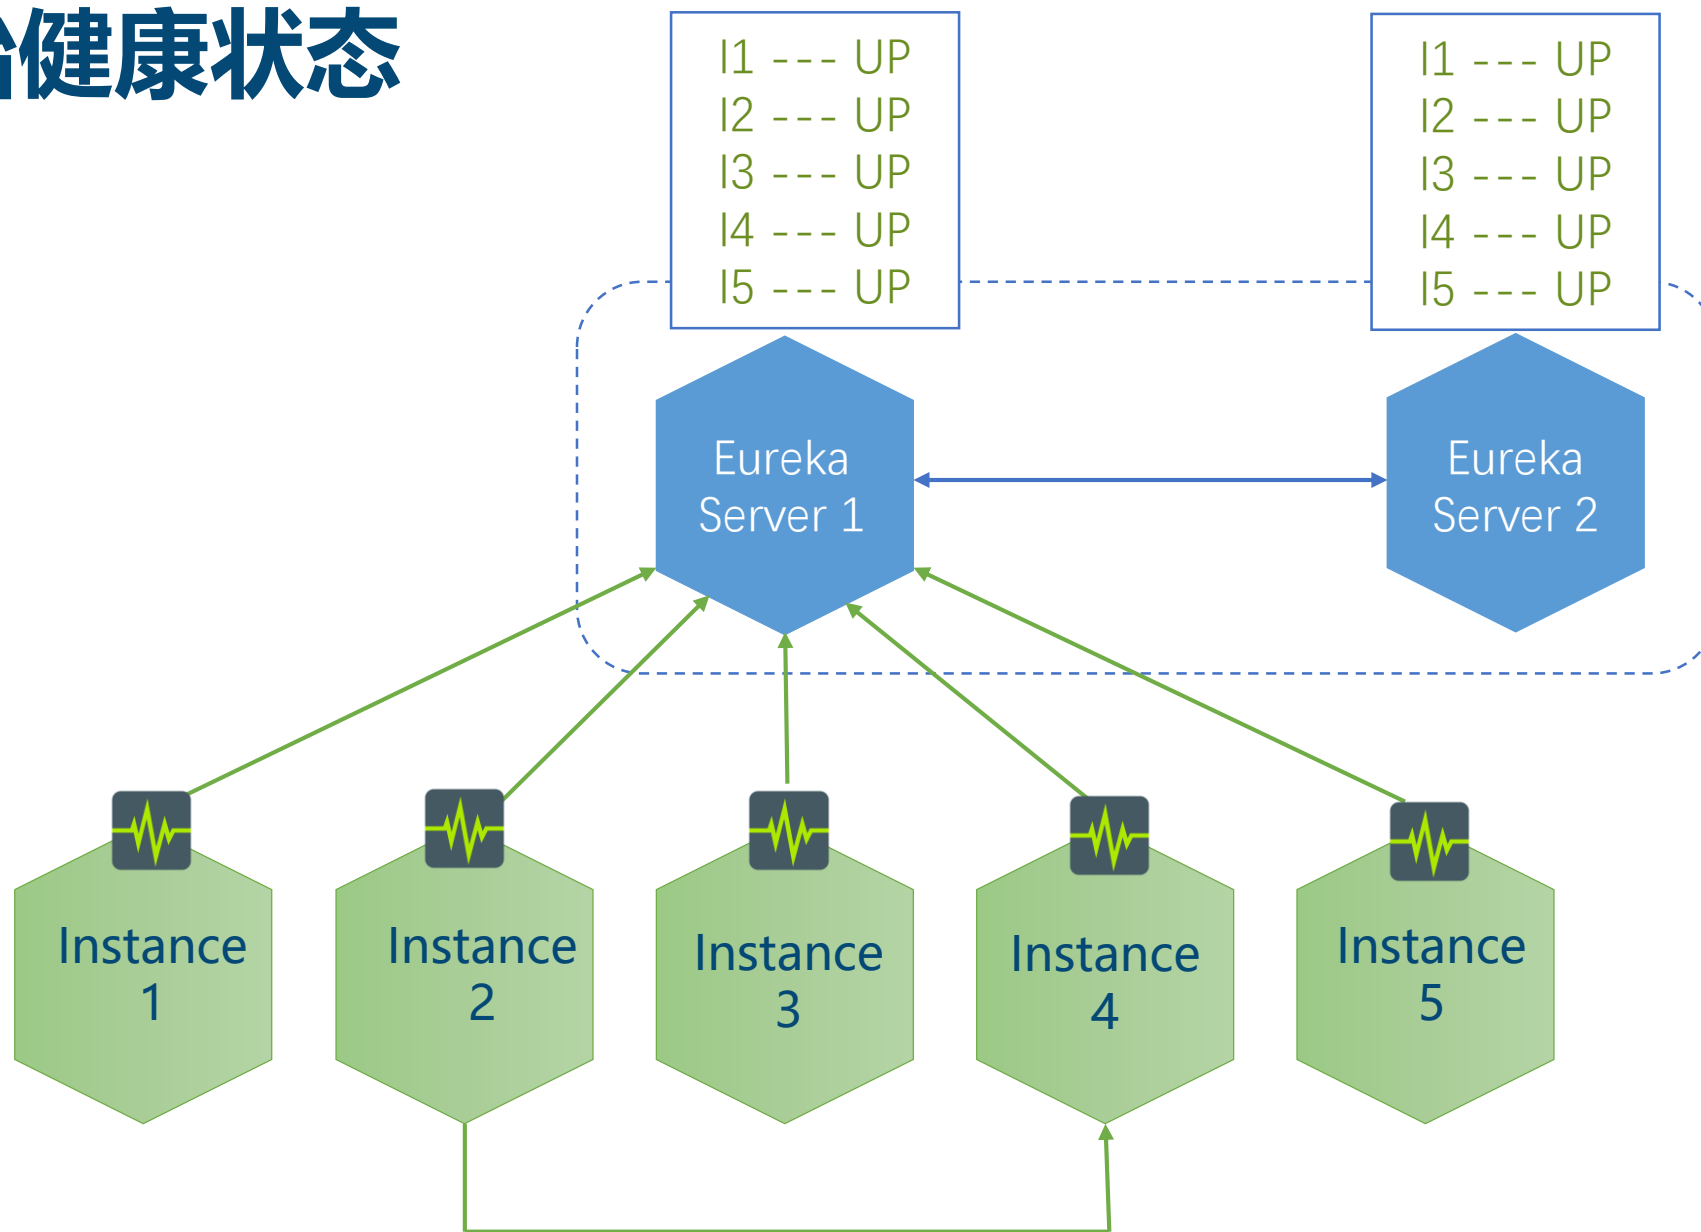 健康状态
I1 --- UP
I2 --- UP
I3 --- UP
I4 --- UP
I5 --- UP
I1 --- UP
I2 --- UP
I3 --- UP
I4 --- UP
I5 --- UP
Eureka
Server 1
Eureka
Server 2
Instance
1
Instance
2
Instance
3
Instance
4
Instance
5